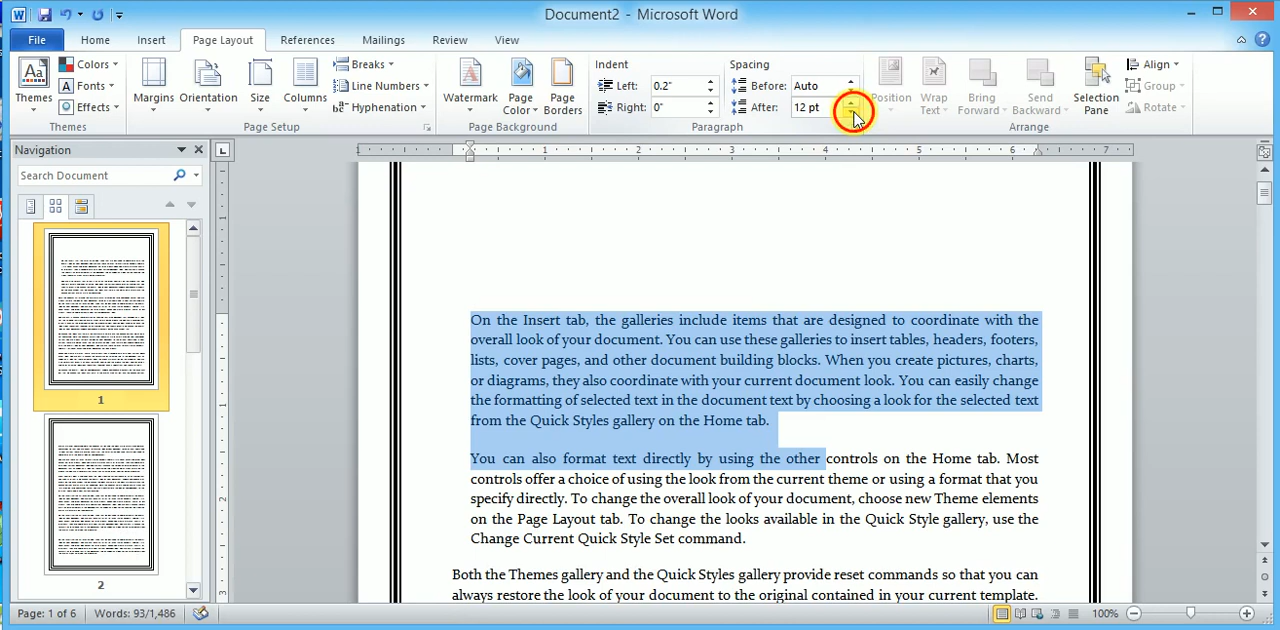 Document2 - Microsoft Word
File Home Insert Page Layout References Mailings Review View
Themes
Colors
Fonts
Effects
Themes
Margins
Orientation
Size
Columns
Breaks
Line Numbers
Hyphenation
Page Setup
Watermark
Page Color
Page Borders
Page Background
Indent
Left: 0.2"
Right: 0"
Spacing
Before: Auto
After: 12 pt
Paragraph
Position
Wrap Text
Bring Forward
Send Backward
Selection Pane
Align
Group
Rotate
Arrange
Navigation
Search Document
1
2
1 1 2 3 4 5 6 7
1
1
2
3
On the Insert tab, the galleries include items that are designed to coordinate with the
overall look of your document. You can use these galleries to insert tables, headers, footers,
lists, cover pages, and other document building blocks. When you create pictures, charts,
or diagrams, they also coordinate with your current document look. You can easily change
the formatting of selected text in the document text by choosing a look for the selected text
from the Quick Styles gallery on the Home tab.
You can also format text directly by using the other controls on the Home tab. Most
controls offer a choice of using the look from the current theme or using a format that you
specify directly. To change the overall look of your document, choose new Theme elements
on the Page Layout tab. To change the looks available in the Quick Style gallery, use the
Change Current Quick Style Set command.
Both the Themes gallery and the Quick Styles gallery provide reset commands so that you can
always restore the look of your document to the original contained in your current template.
Page: 1 of 6 Words: 93/1,486 100%